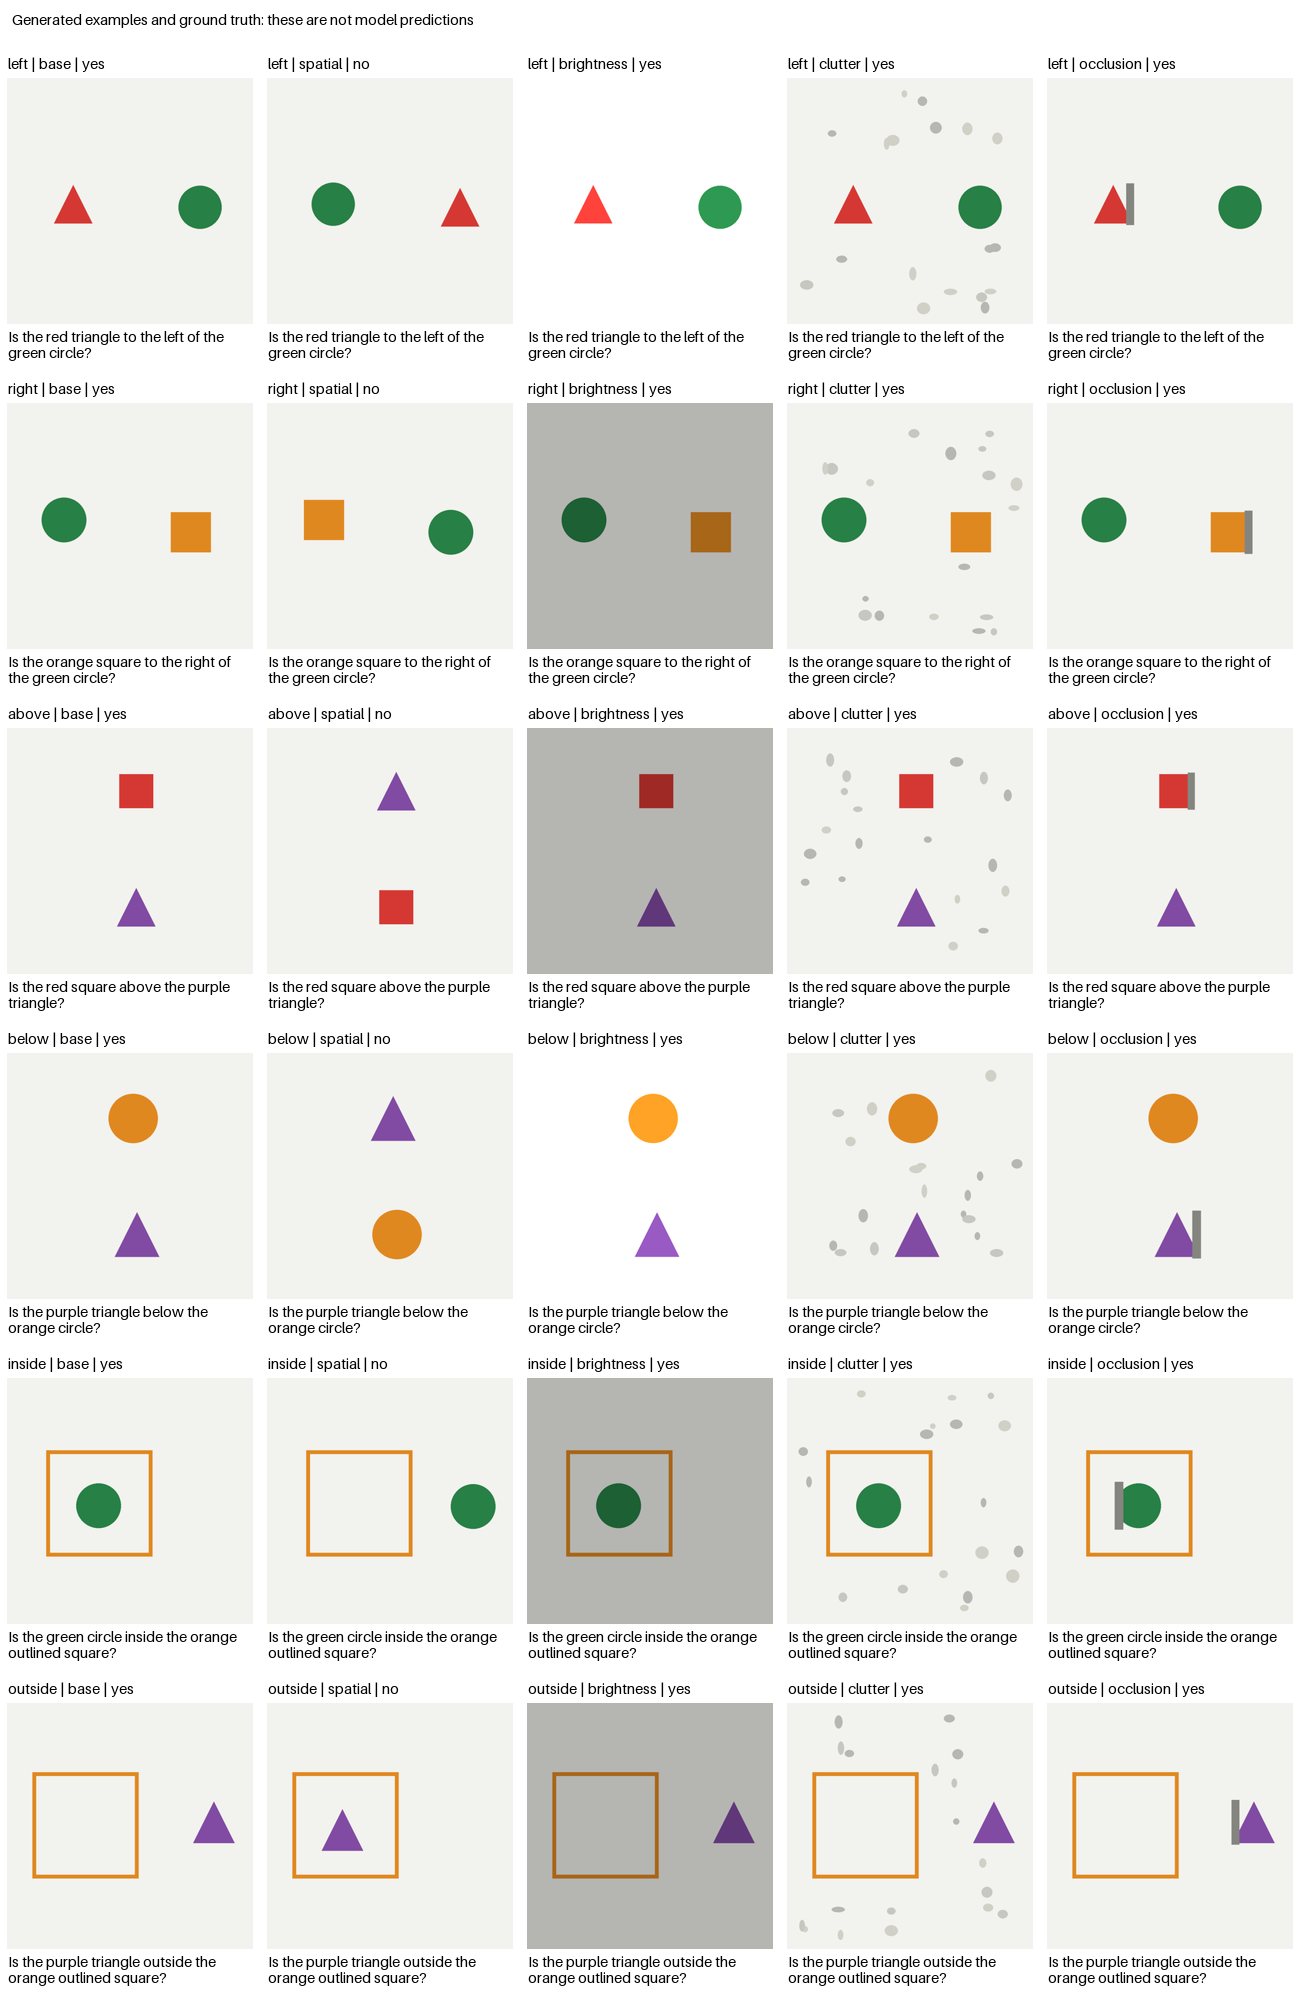 Generated examples and ground truth: these are not model predictions
left | base | yes
left | spatial | no
left | brightness | yes
left | clutter | yes
left | occlusion | yes
Is the red triangle to the left of the
green circle?
Is the red triangle to the left of the
green circle?
Is the red triangle to the left of the
green circle?
Is the red triangle to the left of the
green circle?
Is the red triangle to the left of the
green circle?
right | base | yes
right | spatial | no
right | brightness | yes
right | clutter | yes
right | occlusion | yes
Is the orange square to the right of
the green circle?
Is the orange square to the right of
the green circle?
Is the orange square to the right of
the green circle?
Is the orange square to the right of
the green circle?
Is the orange square to the right of
the green circle?
above | base | yes
above | spatial | no
above | brightness | yes
above | clutter | yes
above | occlusion | yes
Is the red square above the purple
triangle?
Is the red square above the purple
triangle?
Is the red square above the purple
triangle?
Is the red square above the purple
triangle?
Is the red square above the purple
triangle?
below | base | yes
below | spatial | no
below | brightness | yes
below | clutter | yes
below | occlusion | yes
Is the purple triangle below the
orange circle?
Is the purple triangle below the
orange circle?
Is the purple triangle below the
orange circle?
Is the purple triangle below the
orange circle?
Is the purple triangle below the
orange circle?
inside | base | yes
inside | spatial | no
inside | brightness | yes
inside | clutter | yes
inside | occlusion | yes
Is the green circle inside the orange
outlined square?
Is the green circle inside the orange
outlined square?
Is the green circle inside the orange
outlined square?
Is the green circle inside the orange
outlined square?
Is the green circle inside the orange
outlined square?
outside | base | yes
outside | spatial | no
outside | brightness | yes
outside | clutter | yes
outside | occlusion | yes
Is the purple triangle outside the
orange outlined square?
Is the purple triangle outside the
orange outlined square?
Is the purple triangle outside the
orange outlined square?
Is the purple triangle outside the
orange outlined square?
Is the purple triangle outside the
orange outlined square?